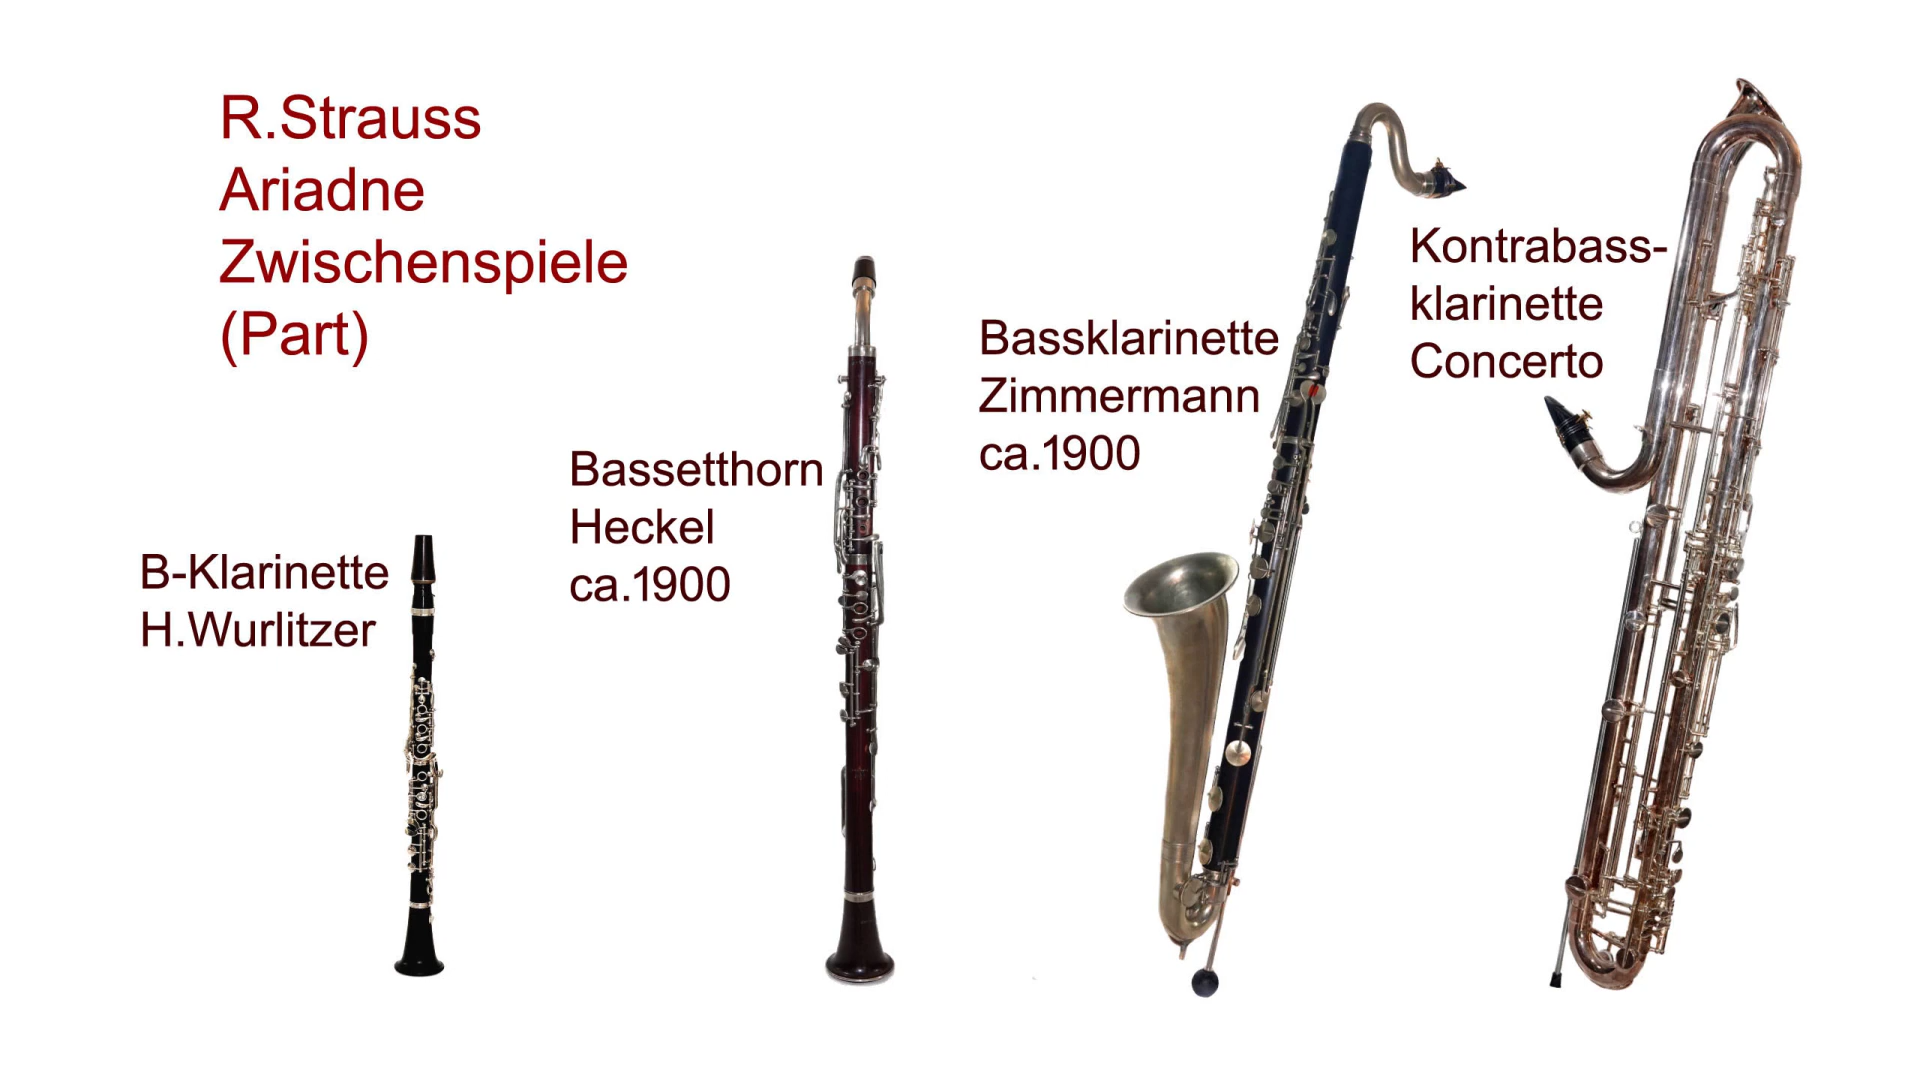 R.Strauss
Ariadne
Zwischenspiele
(Part)
B-Klarinette
H.Wurlitzer
Bassetthorn
Heckel
ca.1900
Bassklarinette
Zimmermann
ca.1900
Kontrabass-
klarinette
Concerto